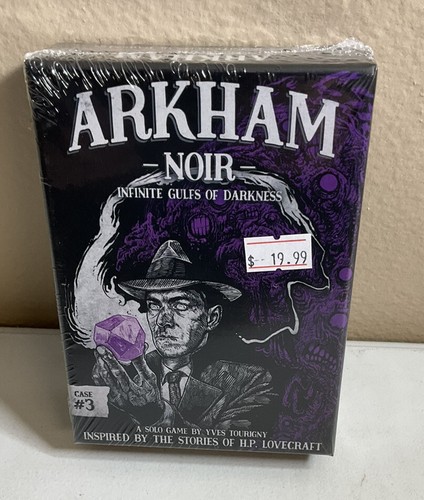 ARKHAM
-NOIR-
INFINITE GULFS OF DARKNESS
$-- 19.99
CASE
#3
A SOLO GAME BY YVES TOURIGNY
INSPIRED BY THE STORIES OF H.P. LOVECRAFT